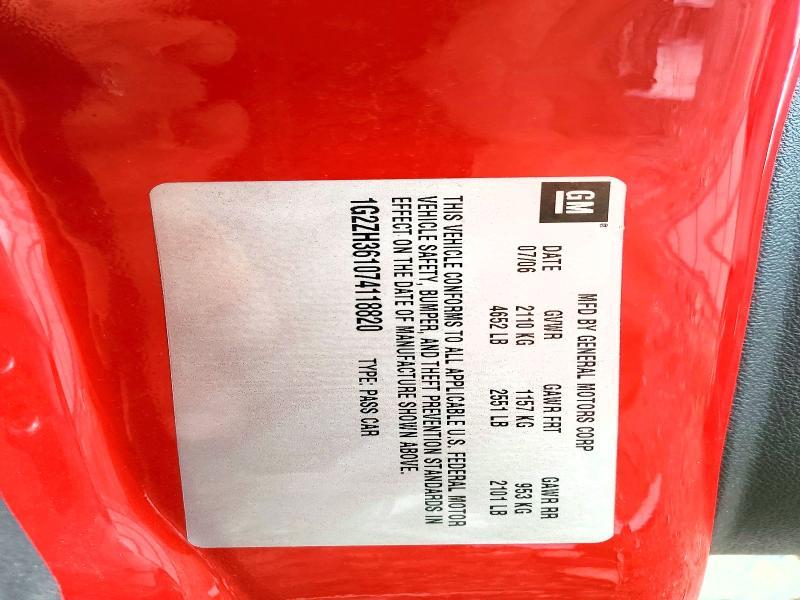 GM
MFD BY GENERAL MOTORS CORP
DATE GVWR GAWR FRT GAWR RR
07/06 2110 KG 1157 KG 953 KG
4652 LB 2551 LB 2101 LB
THIS VEHICLE CONFORMS TO ALL APPLICABLE U.S. FEDERAL MOTOR
VEHICLE SAFETY, BUMPER, AND THEFT PREVENTION STANDARDS IN
EFFECT ON THE DATE OF MANUFACTURE SHOWN ABOVE.
1G2ZH361074118820 TYPE: PASS CAR